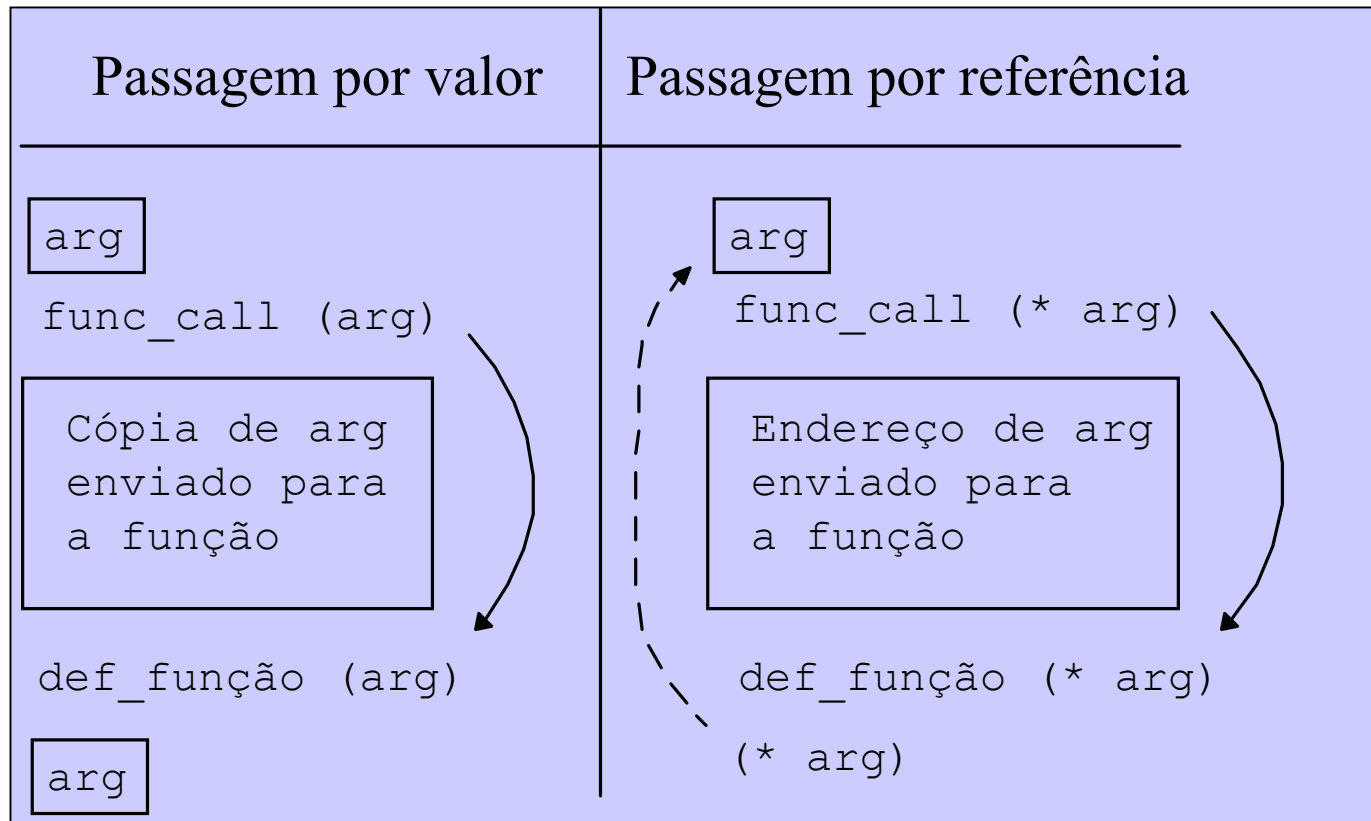 Passagem por valor
Passagem por referência
arg
func_call (arg)
Cópia de arg
enviado para
a função
def_função (arg)
arg
arg
func_call (* arg)
Endereço de arg
enviado para
a função
def_função (* arg)
(* arg)